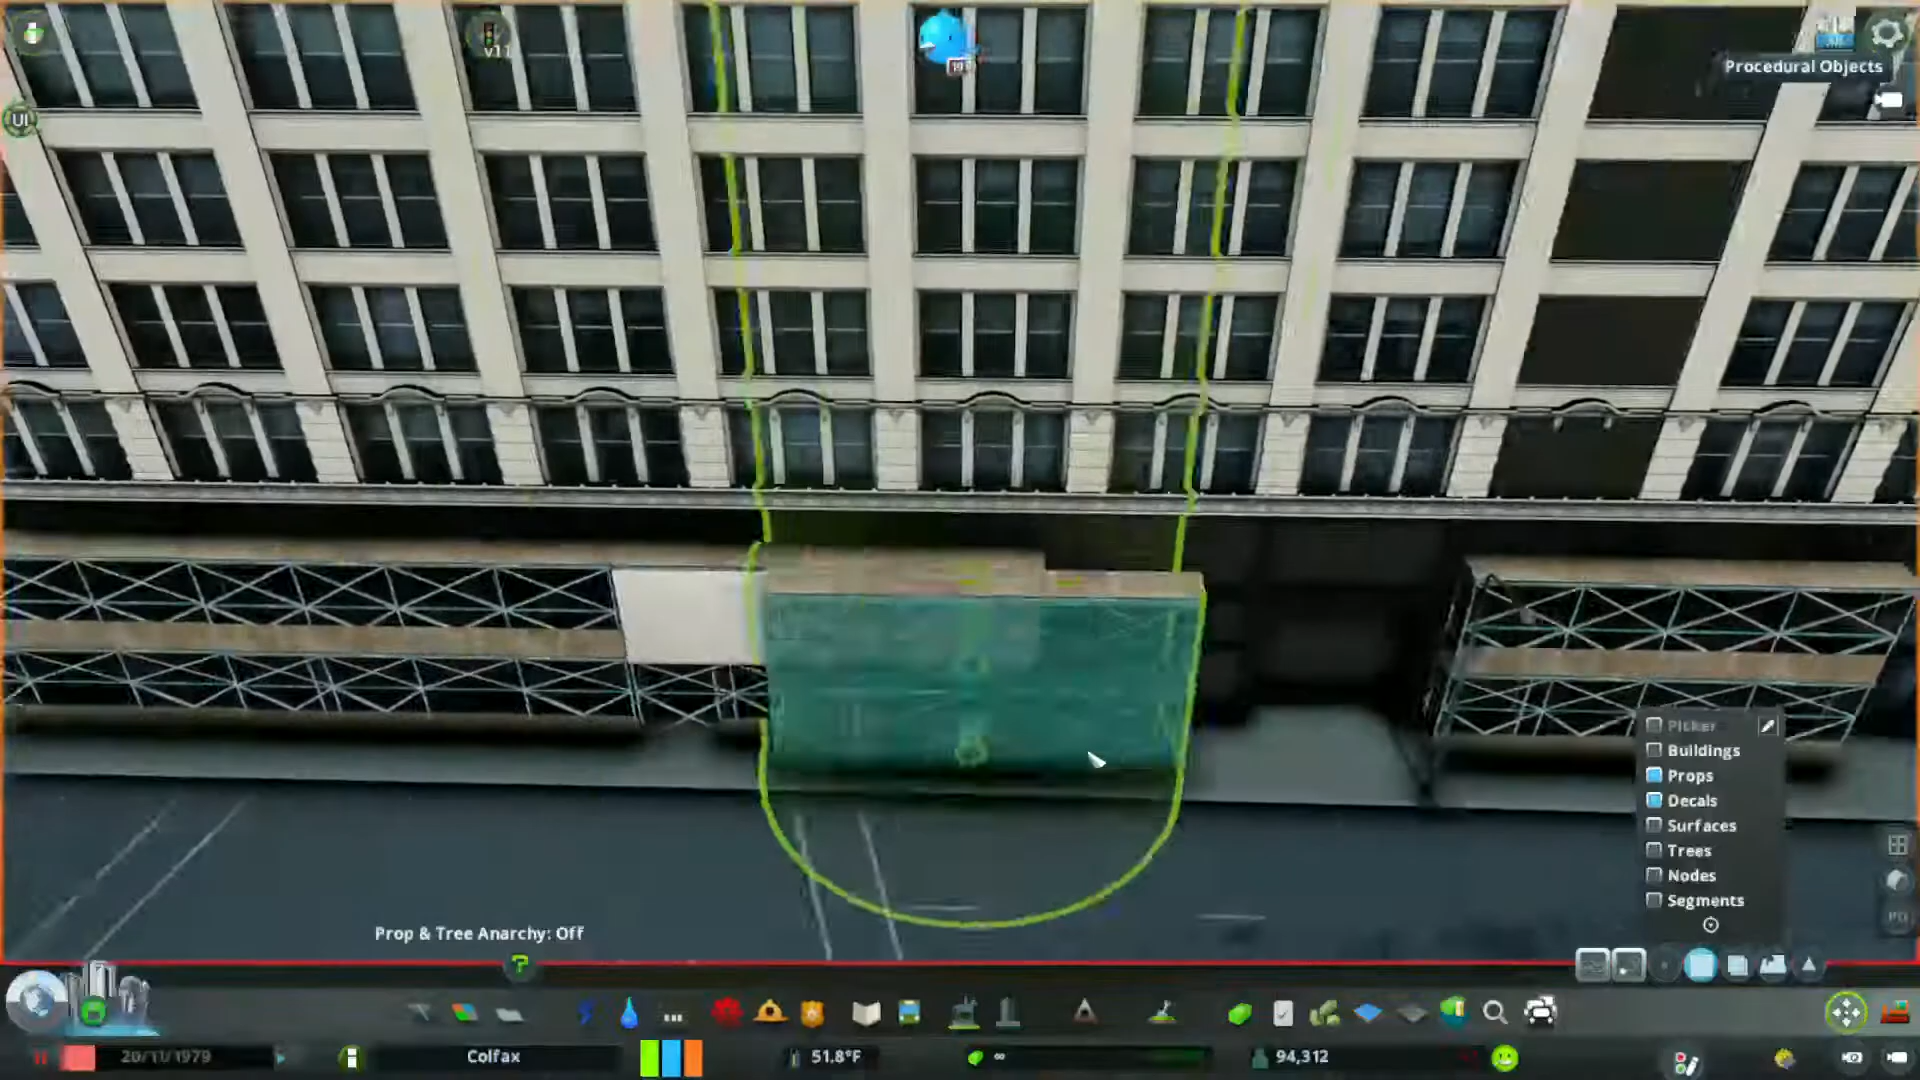 v11
Procedural Objects
UI
Picker
Buildings
Props
Decals
Surfaces
Trees
Nodes
Segments
Prop & Tree Anarchy: Off
20/11/1979
Colfax
51.8°F
∞
94,312